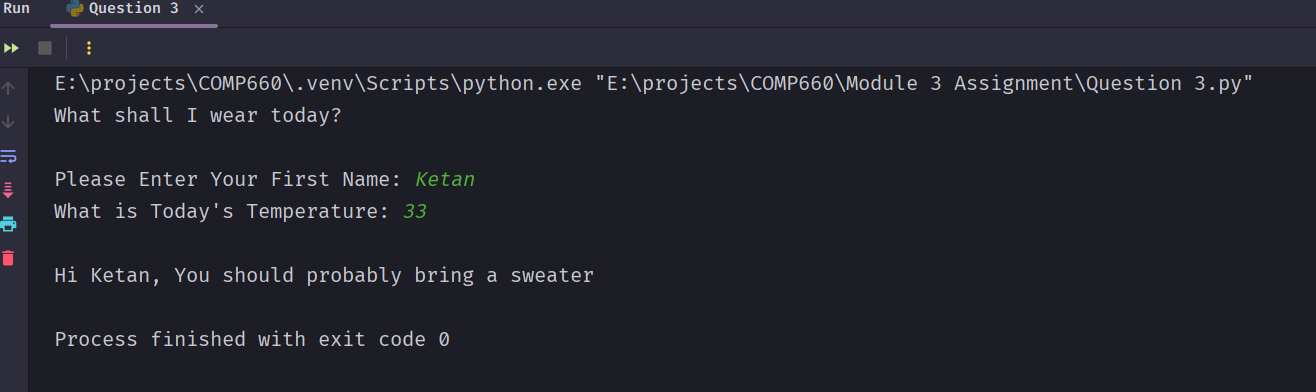 Run
Question 3
E:\projects\COMP660\.venv\Scripts\python.exe "E:\projects\COMP660\Module 3 Assignment\Question 3.py"
What shall I wear today?
Please Enter Your First Name: Ketan
What is Today's Temperature: 33
Hi Ketan, You should probably bring a sweater
Process finished with exit code 0